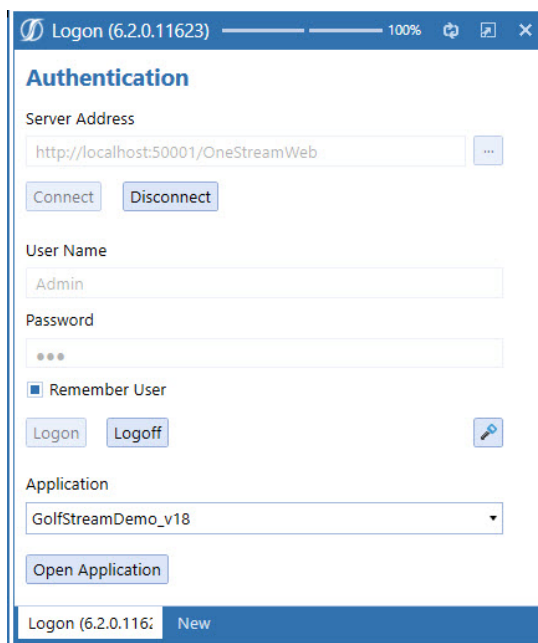 Logon (6.2.0.11623) 100%
Authentication
Server Address
http://localhost:50001/OneStreamWeb
...
Connect Disconnect
User Name
Admin
Password
●●●
Remember User
Logon Logoff
Application
GolfStreamDemo_v18
Open Application
Logon (6.2.0.1162 New